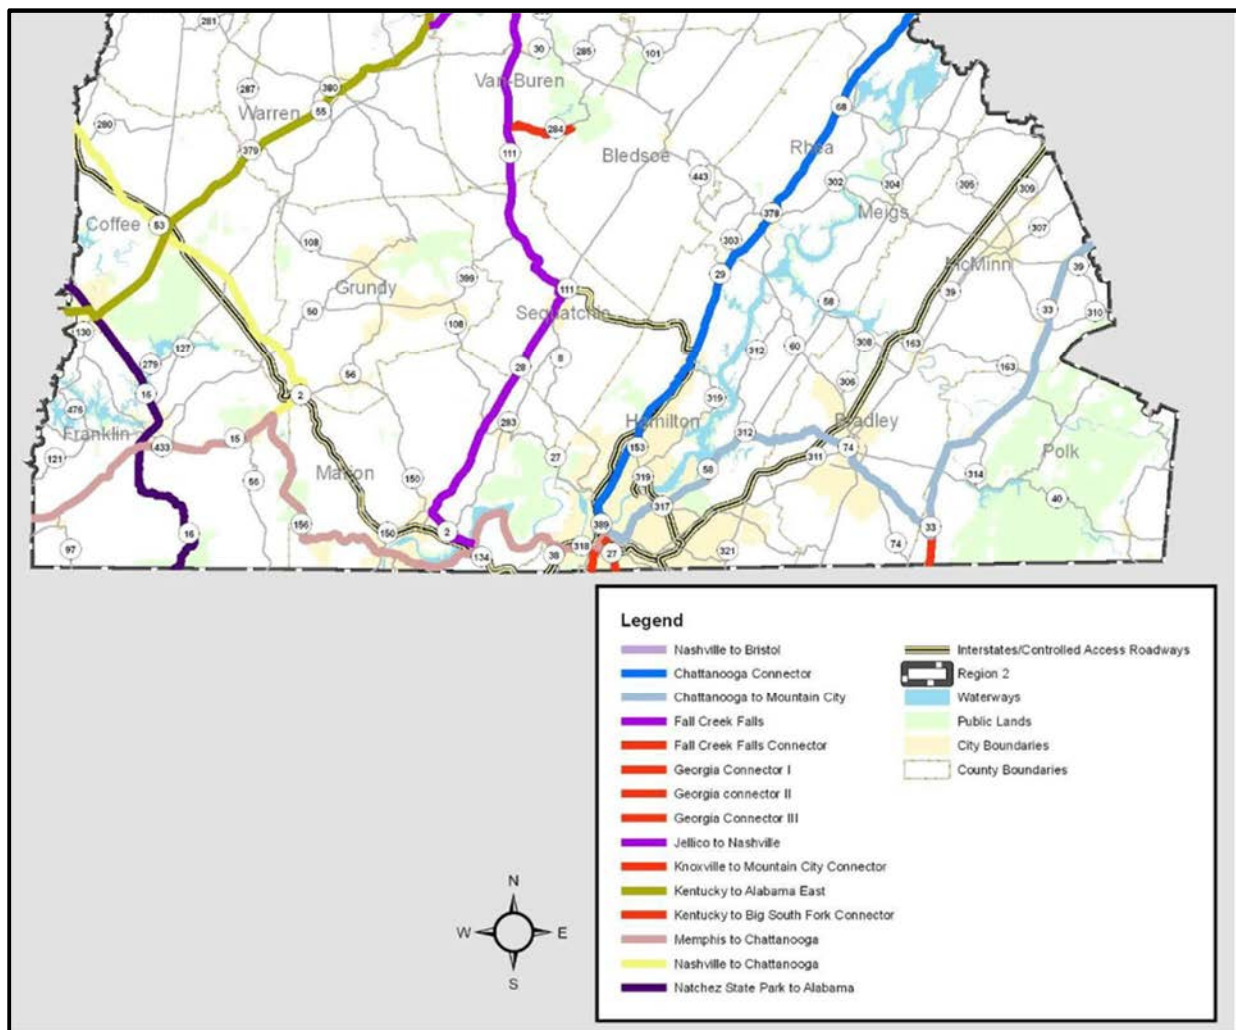 281
30
285
101
Van-Buren
287
380
68
Warren
55
280
284
379
111
Bledsoe
Rhea
443
302
304
305
309
Coffee
53
378
Meigs
307
108
303
McMinn
399
29
39
39
Grundy
111
58
50
Sequatchie
33
310
130
108
127
312
60
308
163
279
28
8
56
163
306
16
2
319
476
283
Hamilton
Bradley
Franklin
312
433
15
153
74
Polk
121
27
58
311
Marion
56
150
319
314
317
40
156
150
2
389
33
16
97
134
38
318
27
321
74
Legend
Nashville to Bristol
Chattanooga Connector
Chattanooga to Mountain City
Fall Creek Falls
Fall Creek Falls Connector
Georgia Connector I
Georgia connector II
Georgia Connector III
Jellico to Nashville
Knoxville to Mountain City Connector
Kentucky to Alabama East
Kentucky to Big South Fork Connector
Memphis to Chattanooga
Nashville to Chattanooga
Natchez State Park to Alabama
Interstates/Controlled Access Roadways
Region 2
Waterways
Public Lands
City Boundaries
County Boundaries
N
W E
S